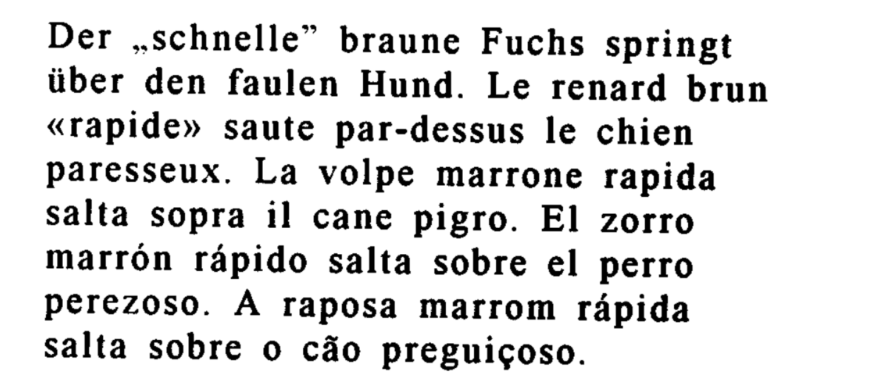 Der „schnelle” braune Fuchs springt
über den faulen Hund. Le renard brun
«rapide» saute par-dessus le chien
paresseux. La volpe marrone rapida
salta sopra il cane pigro. El zorro
marrón rápido salta sobre el perro
perezoso. A raposa marrom rápida
salta sobre o cão preguiçoso.